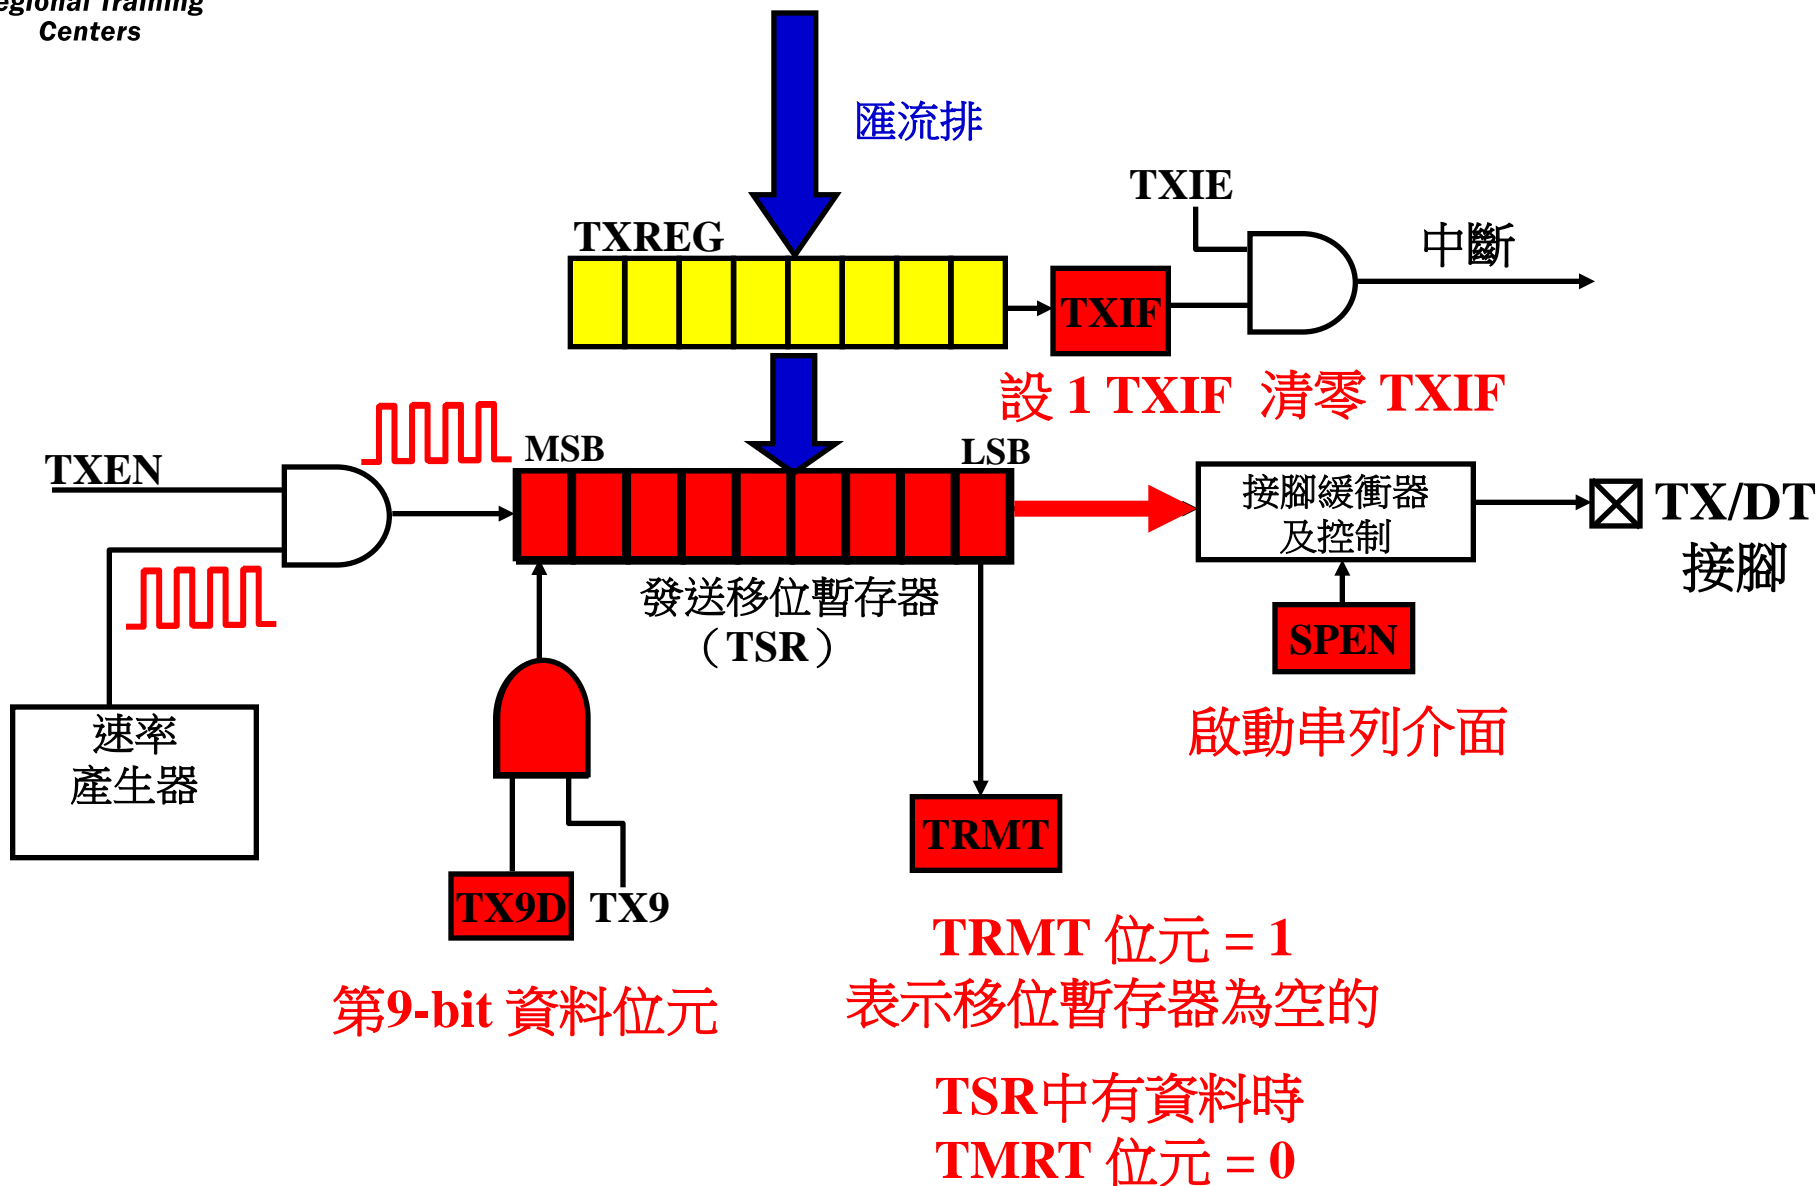 Regional Training
Centers
匯流排
TXIE
TXREG
中斷
TXIF
設 1 TXIF 清零 TXIF
MSB
LSB
TXEN
接腳緩衝器
及控制
TX/DT
接腳
發送移位暫存器
（TSR）
SPEN
速率
產生器
啟動串列介面
TRMT
TX9D
TX9
TRMT 位元 = 1
第9-bit 資料位元
表示移位暫存器為空的
TSR中有資料時
TMRT 位元 = 0